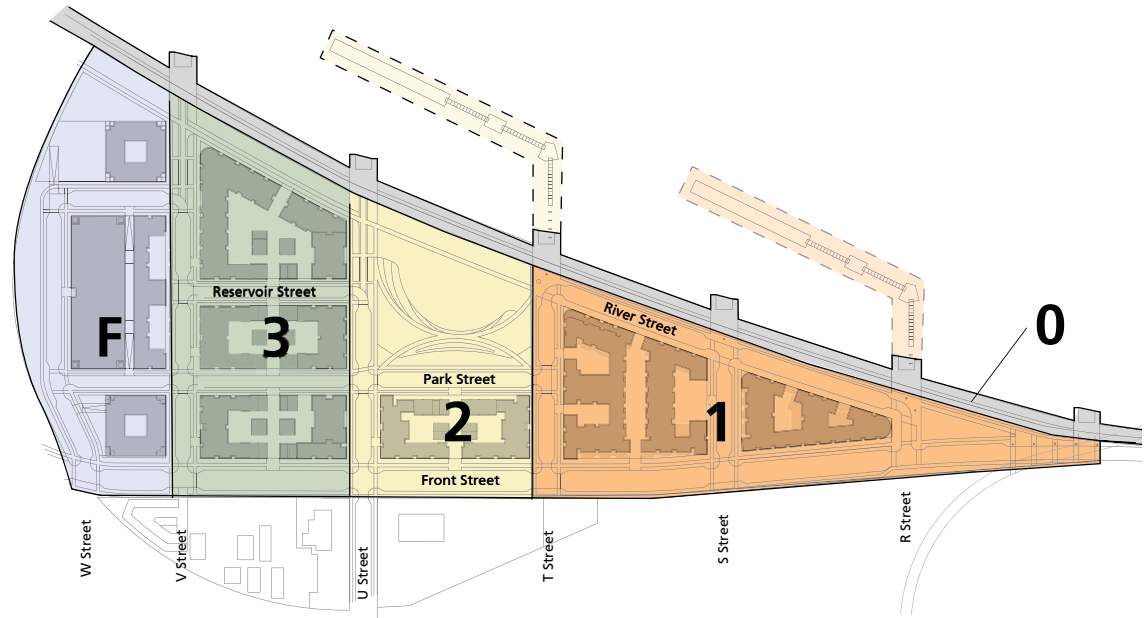 0
River Street
Reservoir Street
F
3
Park Street
2
1
Front Street
W Street
V Street
U Street
T Street
S Street
R Street